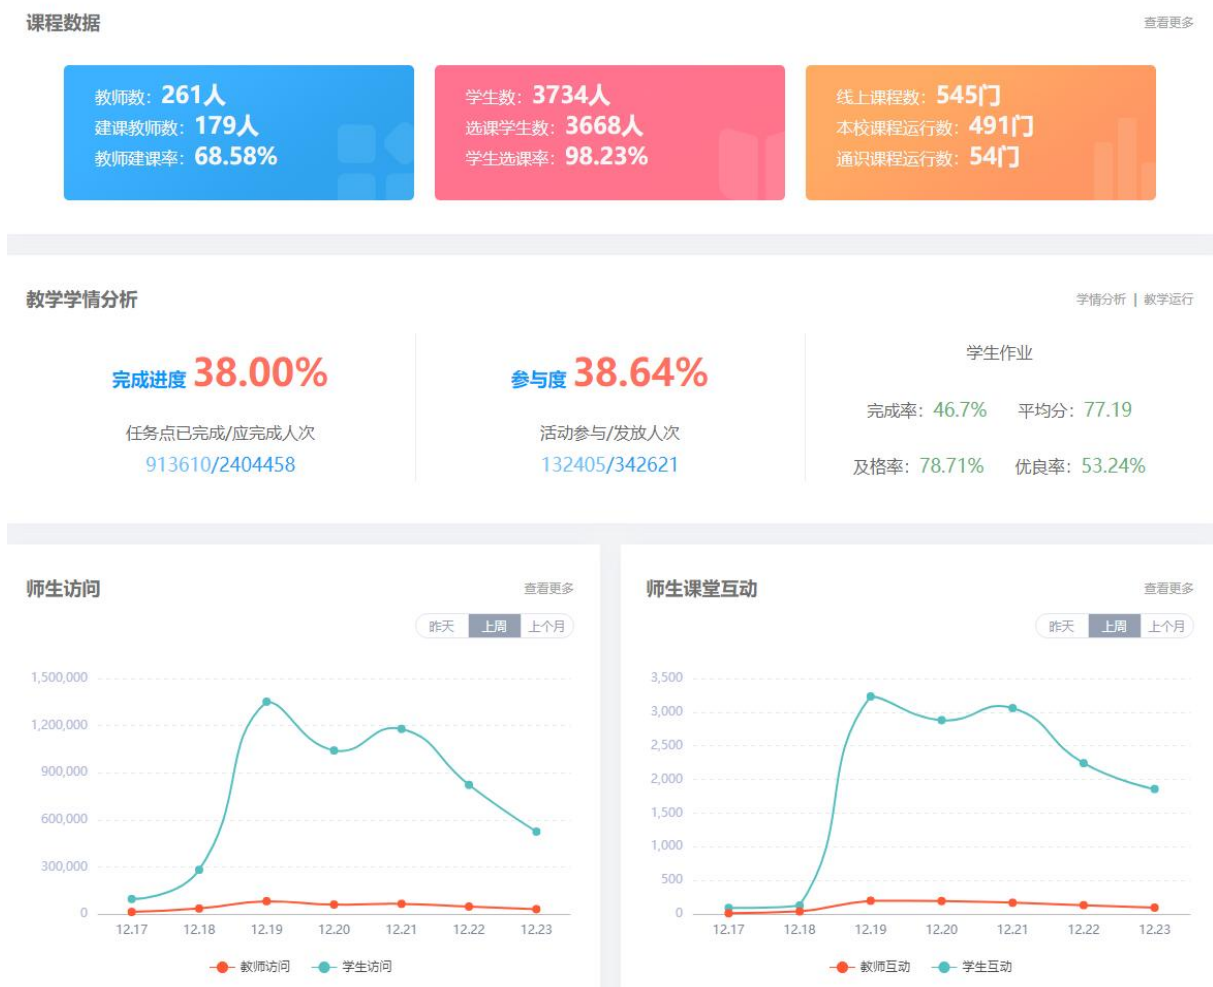 课程数据
查看更多
教师数：261人
建课教师数：179人
教师建课率：68.58%
学生数：3734人
选课学生数：3668人
学生选课率：98.23%
线上课程数：545门
本校课程运行数：491门
通识课程运行数：54门
教学学情分析
学情分析 | 教学运行
完成进度 38.00%
任务点已完成/应完成人次
913610/2404458
参与度 38.64%
活动参与/发放人次
132405/342621
学生作业
完成率：46.7% 平均分：77.19
及格率：78.71% 优良率：53.24%
师生访问
查看更多
昨天 上周 上个月
1,500,000
1,200,000
900,000
600,000
300,000
0
12.17 12.18 12.19 12.20 12.21 12.22 12.23
教师访问 学生访问
师生课堂互动
查看更多
昨天 上周 上个月
3,500
3,000
2,500
2,000
1,500
1,000
500
0
12.17 12.18 12.19 12.20 12.21 12.22 12.23
教师互动 学生互动